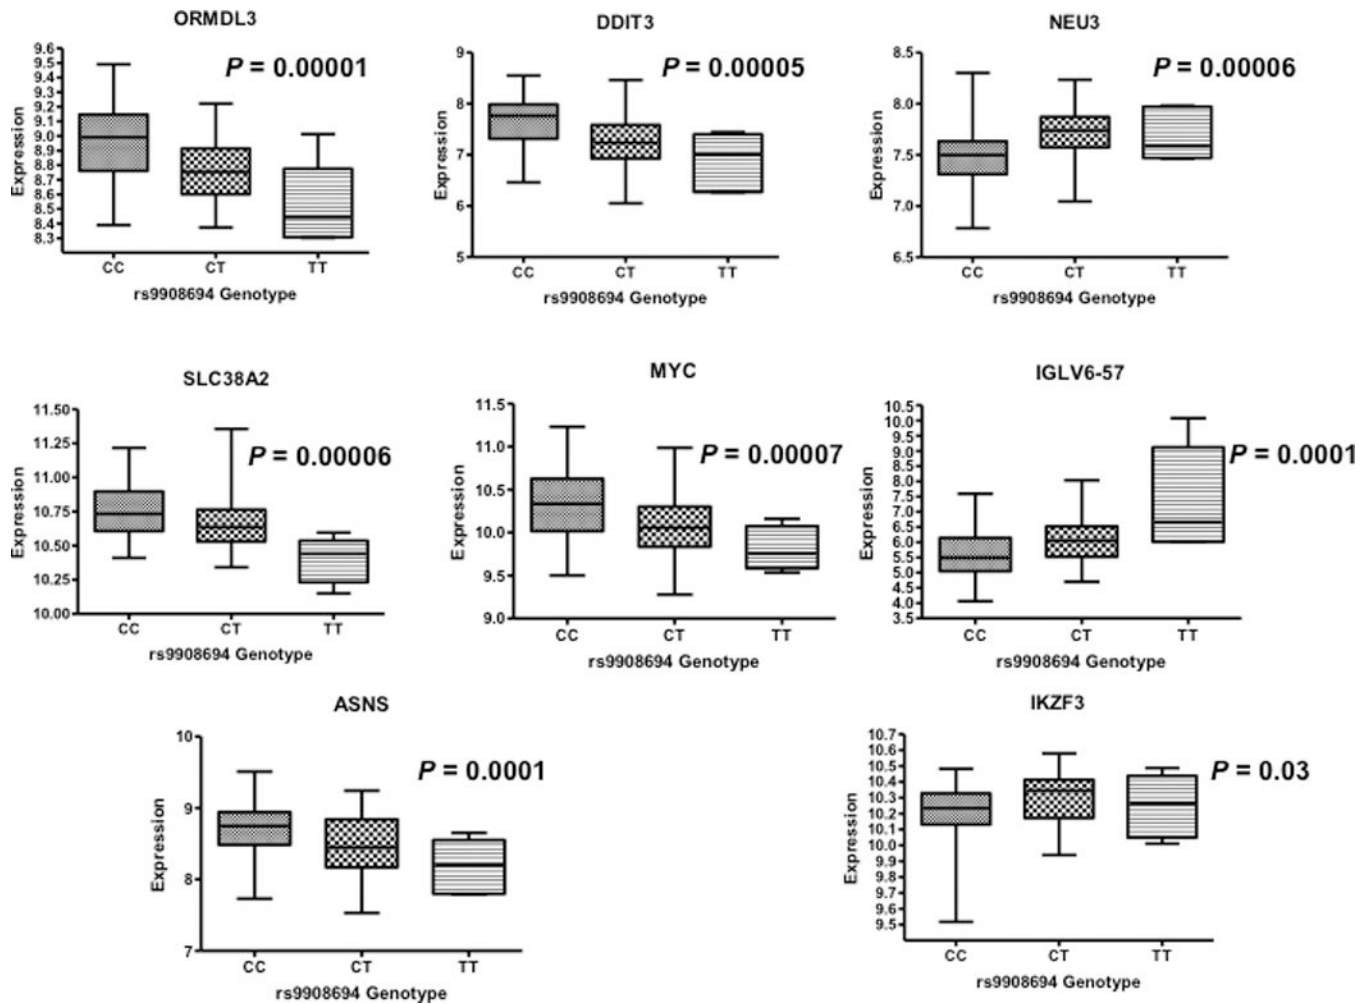 ORMDL3
P = 0.00001
Expression
9.6
9.5
9.4
9.3
9.2
9.1
9.0
8.9
8.8
8.7
8.6
8.5
8.4
8.3
CC CT TT
rs9908694 Genotype
DDIT3
P = 0.00005
Expression
9
8
7
6
5
CC CT TT
rs9908694 Genotype
NEU3
P = 0.00006
Expression
8.5
8.0
7.5
7.0
6.5
CC CT TT
rs9908694 Genotype
SLC38A2
P = 0.00006
Expression
11.50
11.25
11.00
10.75
10.50
10.25
10.00
CC CT TT
rs9908694 Genotype
MYC
P = 0.00007
Expression
11.5
11.0
10.5
10.0
9.5
9.0
CC CT TT
rs9908694 Genotype
IGLV6-57
P = 0.0001
Expression
10.5
10.0
9.5
9.0
8.5
8.0
7.5
7.0
6.5
6.0
5.5
5.0
4.5
4.0
3.5
CC CT TT
rs9908694 Genotype
ASNS
P = 0.0001
Expression
10
9
8
7
CC CT TT
rs9908694 Genotype
IKZF3
P = 0.03
Expression
10.7
10.6
10.5
10.4
10.3
10.2
10.1
10.0
9.9
9.8
9.7
9.6
9.5
CC CT TT
rs9908694 Genotype